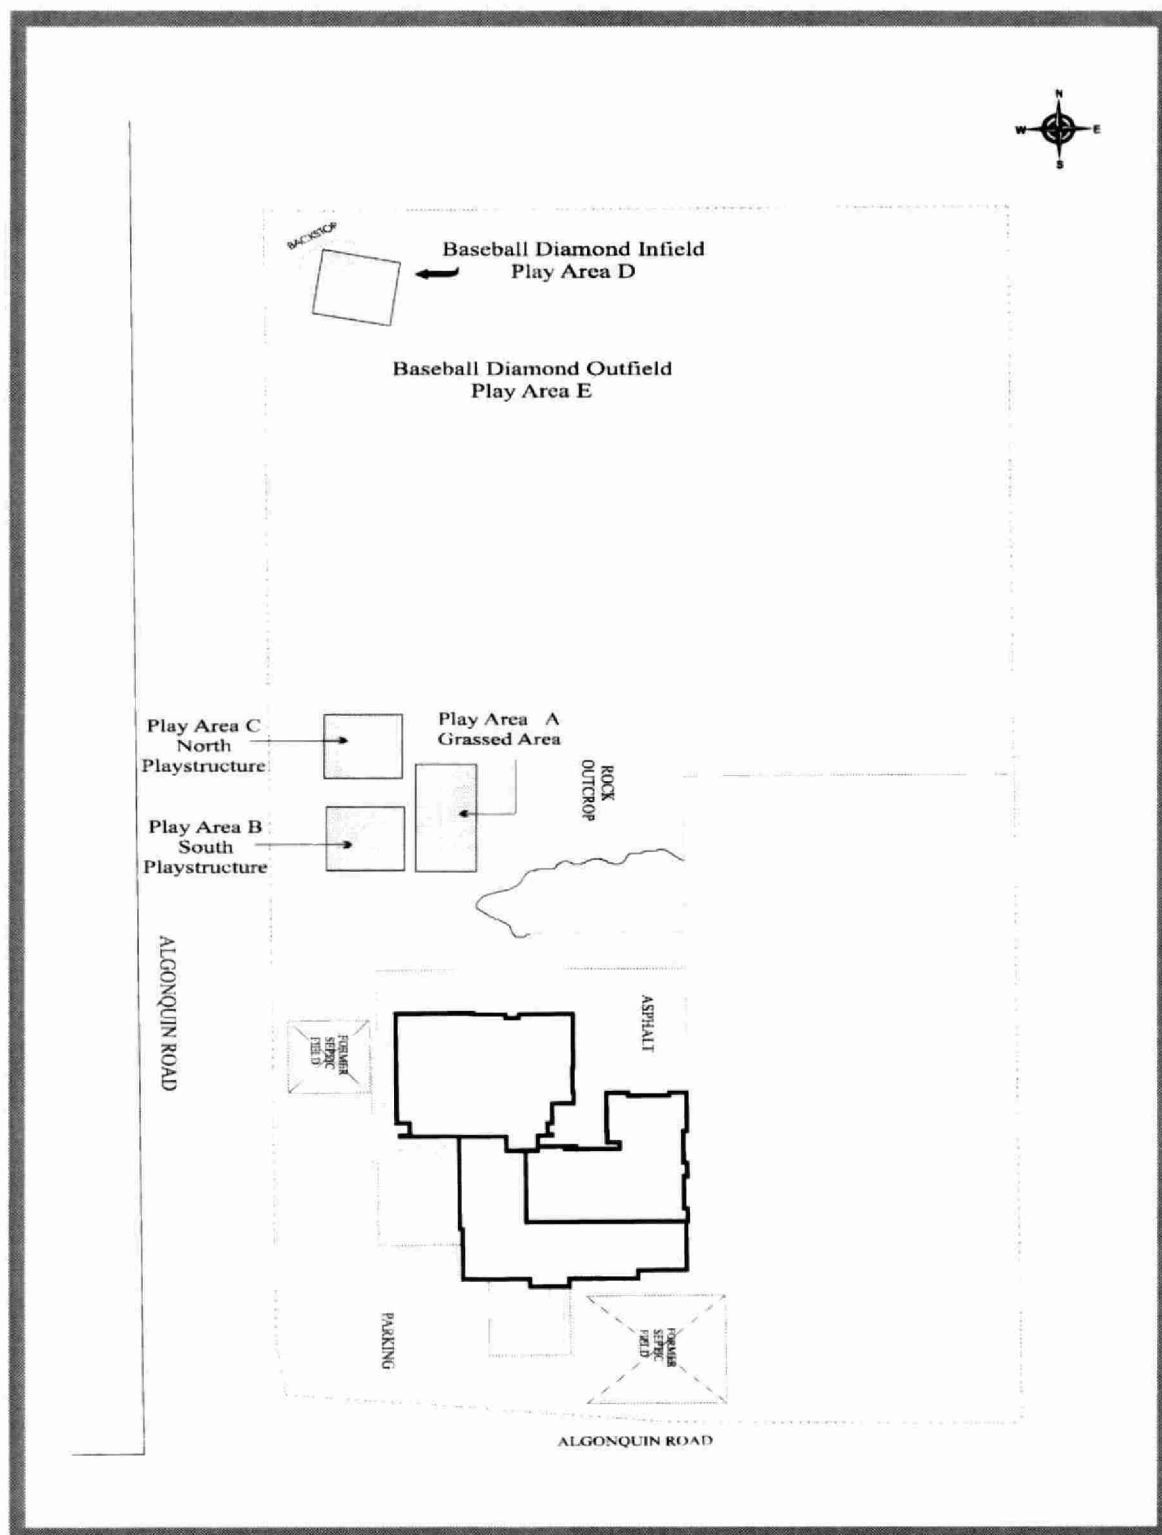 N
W E
S
BACKSTOP
Baseball Diamond Infield
Play Area D
Baseball Diamond Outfield
Play Area E
Play Area C
North
Playstructure
Play Area A
Grassed Area
ROCK
OUTCROP
Play Area B
South
Playstructure
ALGONQUIN ROAD
ASPHALT
FORMER
SEPTIC
FIELD
PARKING
FORMER
SEPTIC
FIELD
ALGONQUIN ROAD